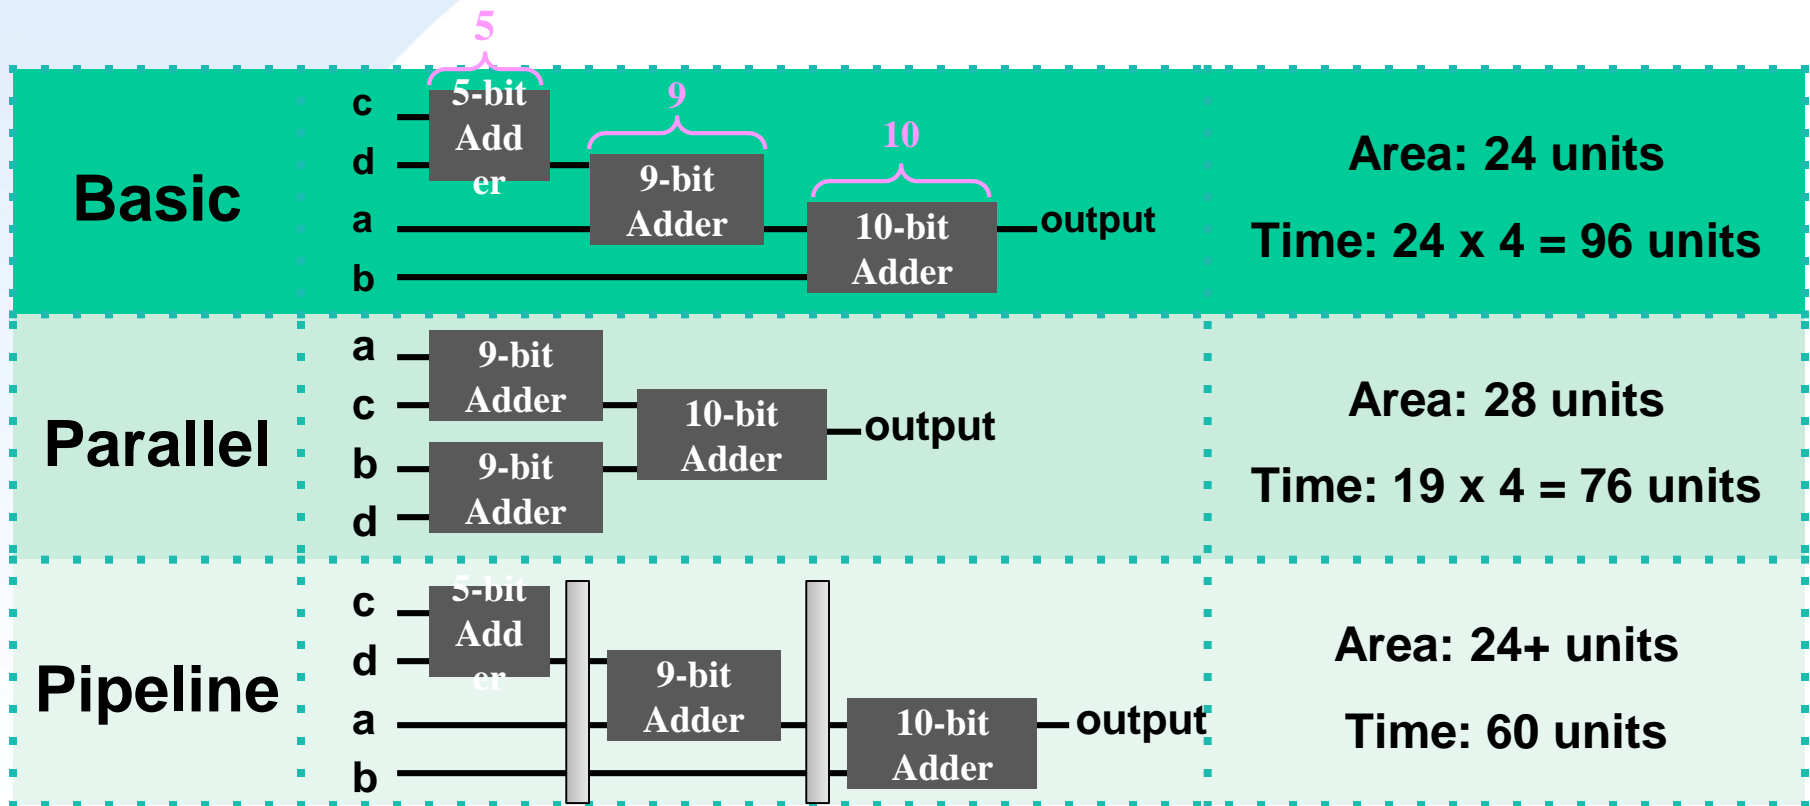 5
Basic
c
d
a
b
5-bit
Add
er
9
9-bit
Adder
10
10-bit
Adder
output
Area: 24 units
Time: 24 x 4 = 96 units
Parallel
a
c
b
d
9-bit
Adder
9-bit
Adder
10-bit
Adder
output
Area: 28 units
Time: 19 x 4 = 76 units
Pipeline
c
d
a
b
5-bit
Add
er
9-bit
Adder
10-bit
Adder
output
Area: 24+ units
Time: 60 units